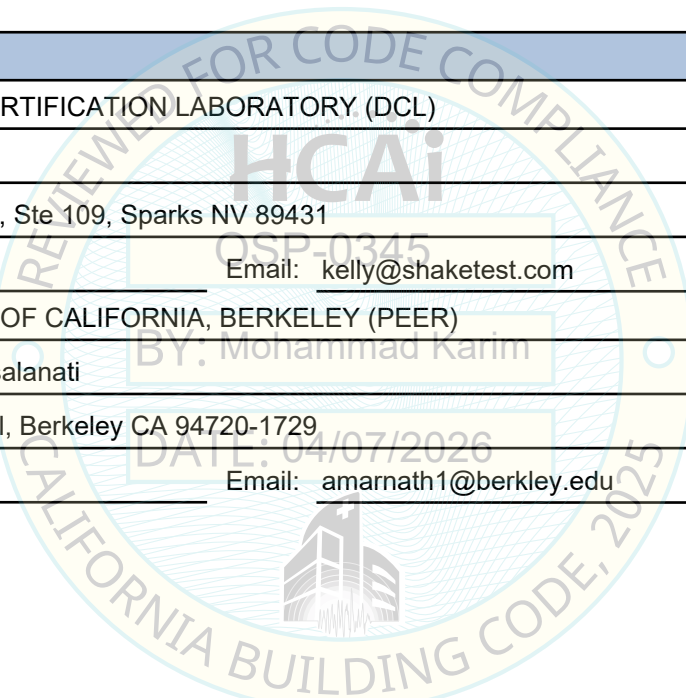 REVIEWED FOR CODE COMPLIANCE
RTIFICATION LABORATORY (DCL)
HCAi
, Ste 109, Sparks NV 89431
OSP-0345
Email: kelly@shaketest.com
OF CALIFORNIA, BERKELEY (PEER)
BY: Mohammad Karim
alanati
l, Berkeley CA 94720-1729
DATE: 04/07/2026
Email: amarnath1@berkley.edu
CALIFORNIA BUILDING CODE, 2025